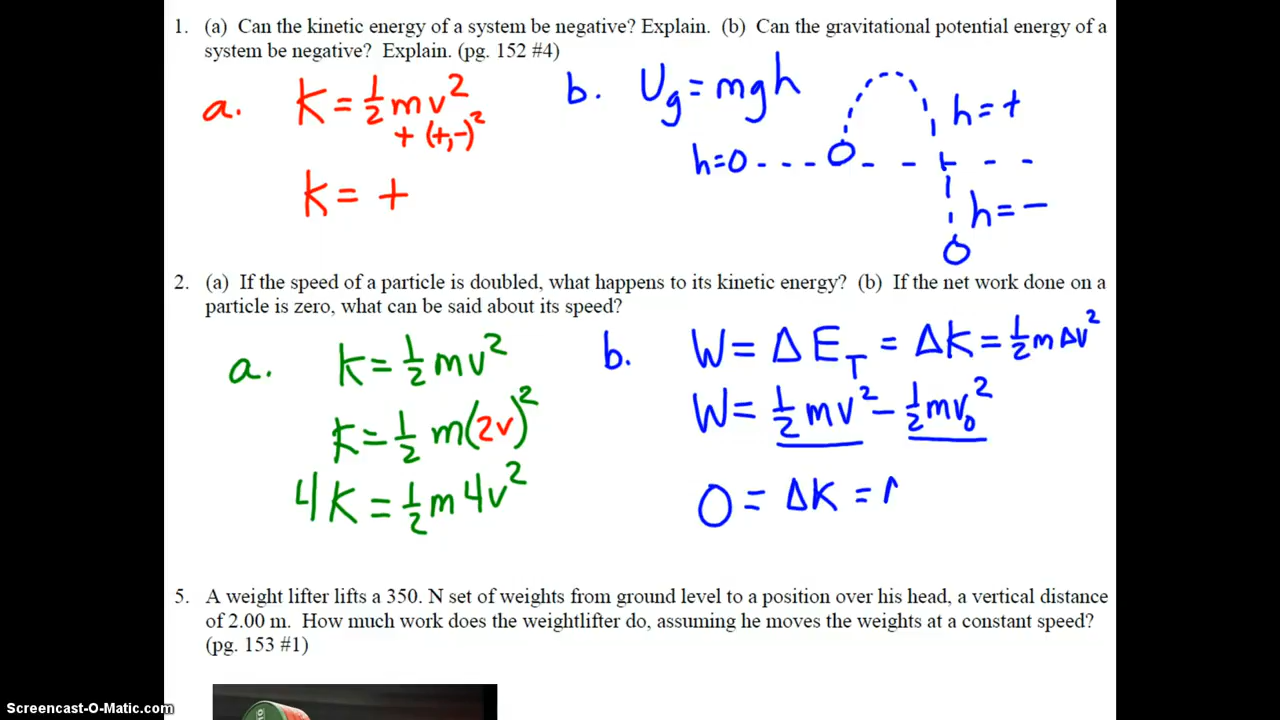 1. (a) Can the kinetic energy of a system be negative? Explain. (b) Can the gravitational potential energy of a
system be negative? Explain. (pg. 152 #4)
a. K = ½mv²
+ (+,-)²
K = +
b. Ug = mgh
h = +
h=0
h = -
2. (a) If the speed of a particle is doubled, what happens to its kinetic energy? (b) If the net work done on a
particle is zero, what can be said about its speed?
a. K = ½mv²
K = ½m(2v)²
4K = ½m4v²
b. W = ΔE_T = ΔK = ½mΔv²
W = ½mv² - ½mv₀²
0 = ΔK =
5. A weight lifter lifts a 350. N set of weights from ground level to a position over his head, a vertical distance
of 2.00 m. How much work does the weightlifter do, assuming he moves the weights at a constant speed?
(pg. 153 #1)
Screencast-O-Matic.com